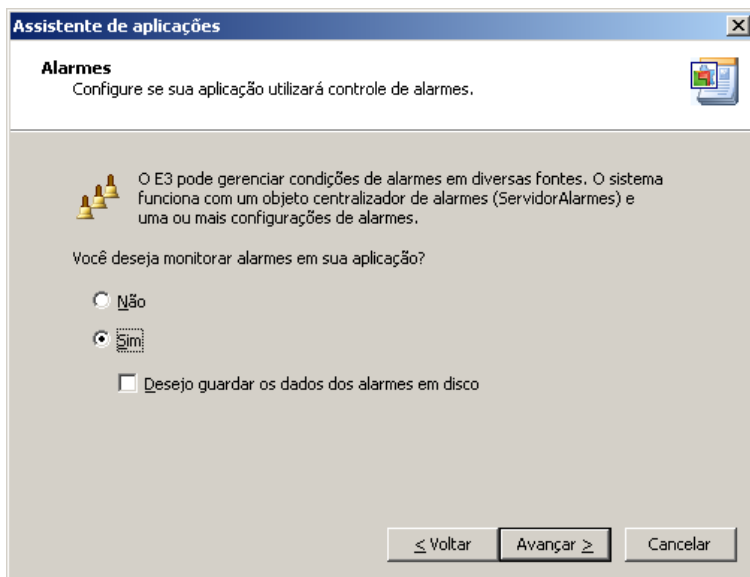 Assistente de aplicações
Alarmes
Configure se sua aplicação utilizará controle de alarmes.
O E3 pode gerenciar condições de alarmes em diversas fontes. O sistema
funciona com um objeto centralizador de alarmes (ServidorAlarmes) e
uma ou mais configurações de alarmes.
Você deseja monitorar alarmes em sua aplicação?
Não
Sim
Desejo guardar os dados dos alarmes em disco
< Voltar Avançar > Cancelar